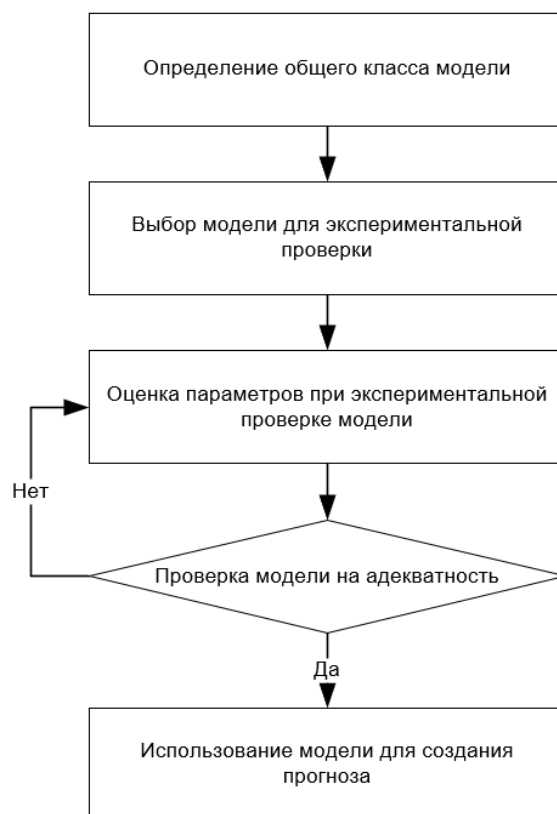 Определение общего класса модели
Выбор модели для экспериментальной
проверки
Оценка параметров при экспериментальной
проверке модели
Нет
Проверка модели на адекватность
Да
Использование модели для создания
прогноза